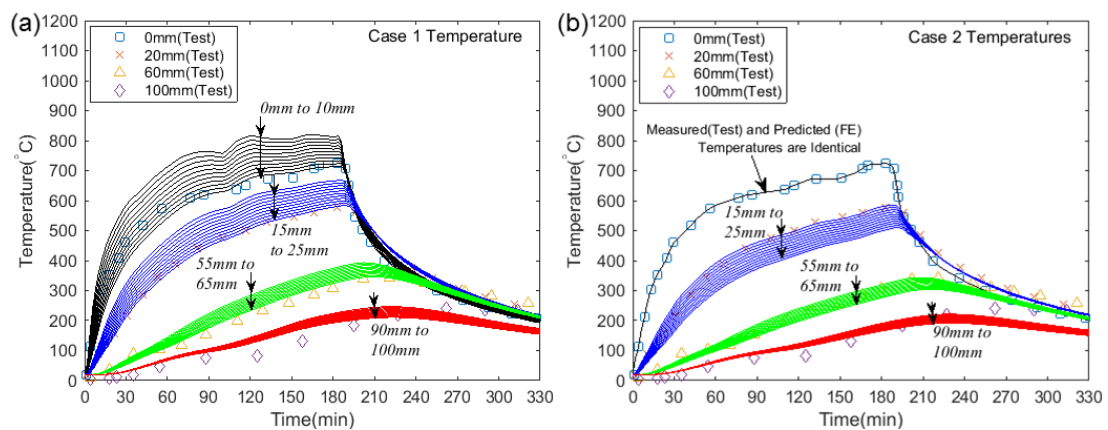 (a)
1200
1100
1000
900
800
700
600
500
400
300
200
100
0
Temperature(°C)
0mm(Test)
20mm(Test)
60mm(Test)
100mm(Test)
Case 1 Temperature
0mm to 10mm
15mm
to 25mm
55mm to
65mm
90mm to
100mm
0 30 60 90 120 150 180 210 240 270 300 330
Time(min)
(b)
1200
1100
1000
900
800
700
600
500
400
300
200
100
0
Temperature(°C)
0mm(Test)
20mm(Test)
60mm(Test)
100mm(Test)
Case 2 Temperatures
Measured(Test) and Predicted (FE)
Temperatures are Identical
15mm to
25mm
55mm to
65mm
90mm to
100mm
0 30 60 90 120 150 180 210 240 270 300 330
Time(min)